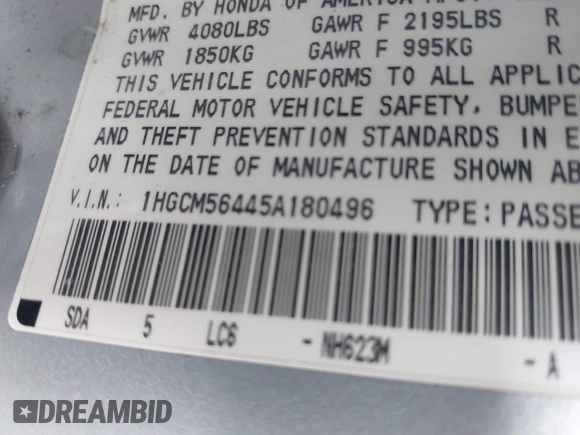 MFD. BY HONDA OF AMERICA
GVWR 4080LBS GAWR F 2195LBS R
GVWR 1850KG GAWR F 995KG R
THIS VEHICLE CONFORMS TO ALL APPLIC
FEDERAL MOTOR VEHICLE SAFETY, BUMPE
AND THEFT PREVENTION STANDARDS IN E
ON THE DATE OF MANUFACTURE SHOWN AB
V.I.N.: 1HGCM56445A180496 TYPE:PASSE
SDA 5 LC6 - NH623M - A
DREAMBID